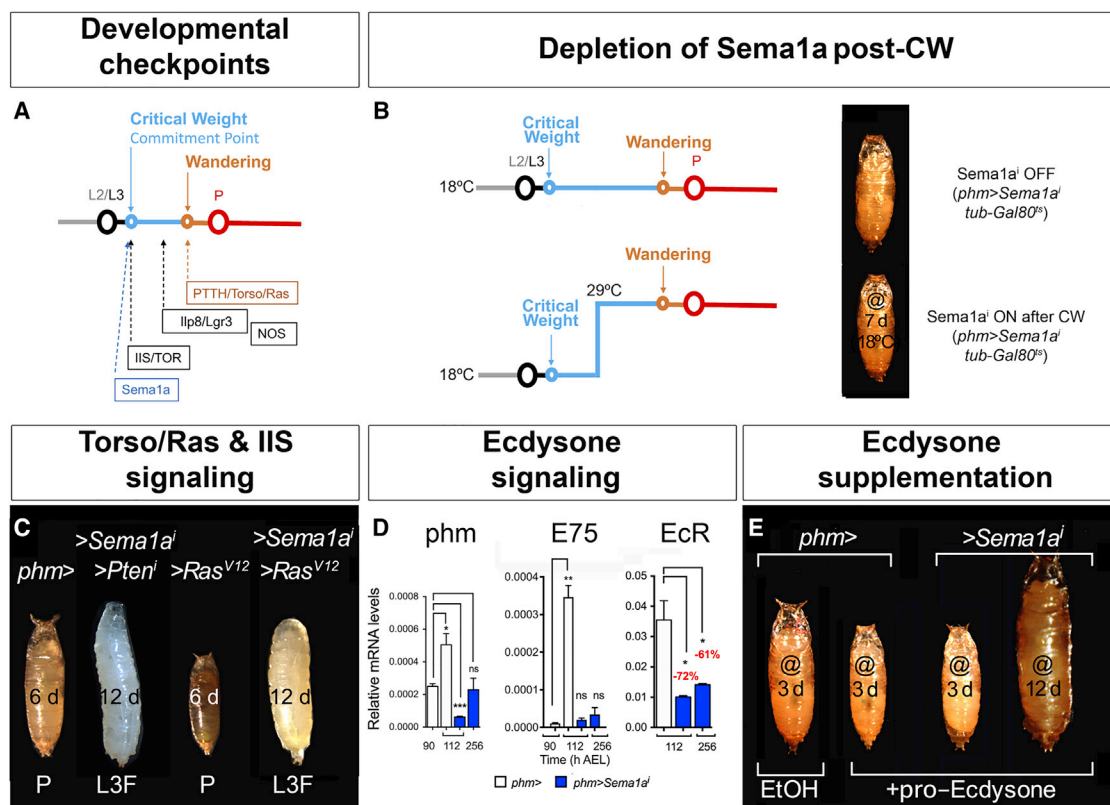 Developmental
checkpoints
Depletion of Sema1a post-CW
A
Critical Weight
Commitment Point
Wandering
L2/L3
P
PTTH/Torso/Ras
Ilp8/Lgr3
NOS
IIS/TOR
Sema1a
B
Critical
Weight
Wandering
L2/L3
P
18ºC
Wandering
29ºC
Critical
Weight
18ºC
Sema1aⁱ OFF
(phm>Sema1aⁱ
tub-Gal80ᵗˢ)
@
7 d
(18ºC)
Sema1aⁱ ON after CW
(phm>Sema1aⁱ
tub-Gal80ᵗˢ)
Torso/Ras & IIS
signaling
Ecdysone
signaling
Ecdysone
supplementation
C
>Sema1aⁱ >Sema1aⁱ
phm> >Ptenⁱ >Rasⱽ¹² >Rasⱽ¹²
6 d 12 d 6 d 12 d
P L3F P L3F
D
phm E75 EcR
Relative mRNA levels
0.0008
0.0006
0.0004
0.0002
0.0000
* *** ns
90 112 256
0.0004
0.0003
0.0002
0.0001
0.0000
** ns ns
90 112 256
0.05
0.04
0.03
0.02
0.01
0.00
* -72%
* -61%
112 256
Time (h AEL)
phm> phm>Sema1aⁱ
E
phm> >Sema1aⁱ
@ @ @ @
3 d 3 d 3 d 12 d
EtOH +pro-Ecdysone